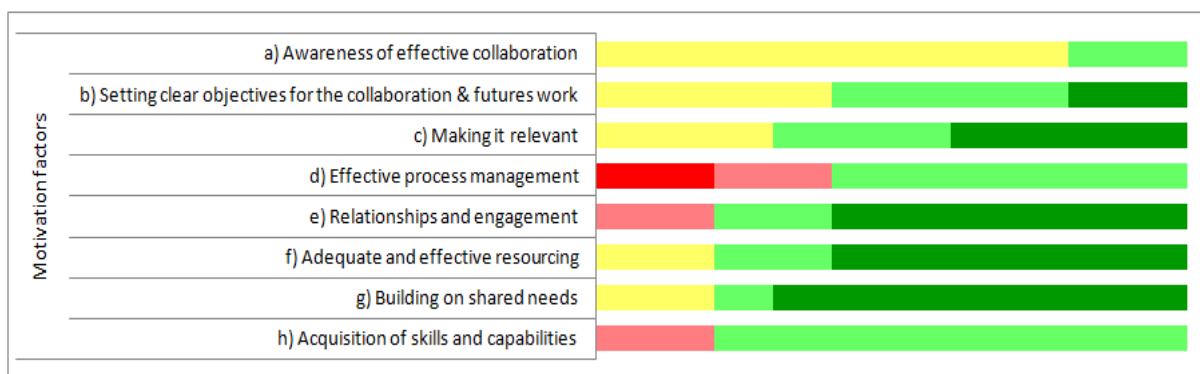 Motivation factors
a) Awareness of effective collaboration
b) Setting clear objectives for the collaboration & futures work
c) Making it relevant
d) Effective process management
e) Relationships and engagement
f) Adequate and effective resourcing
g) Building on shared needs
h) Acquisition of skills and capabilities